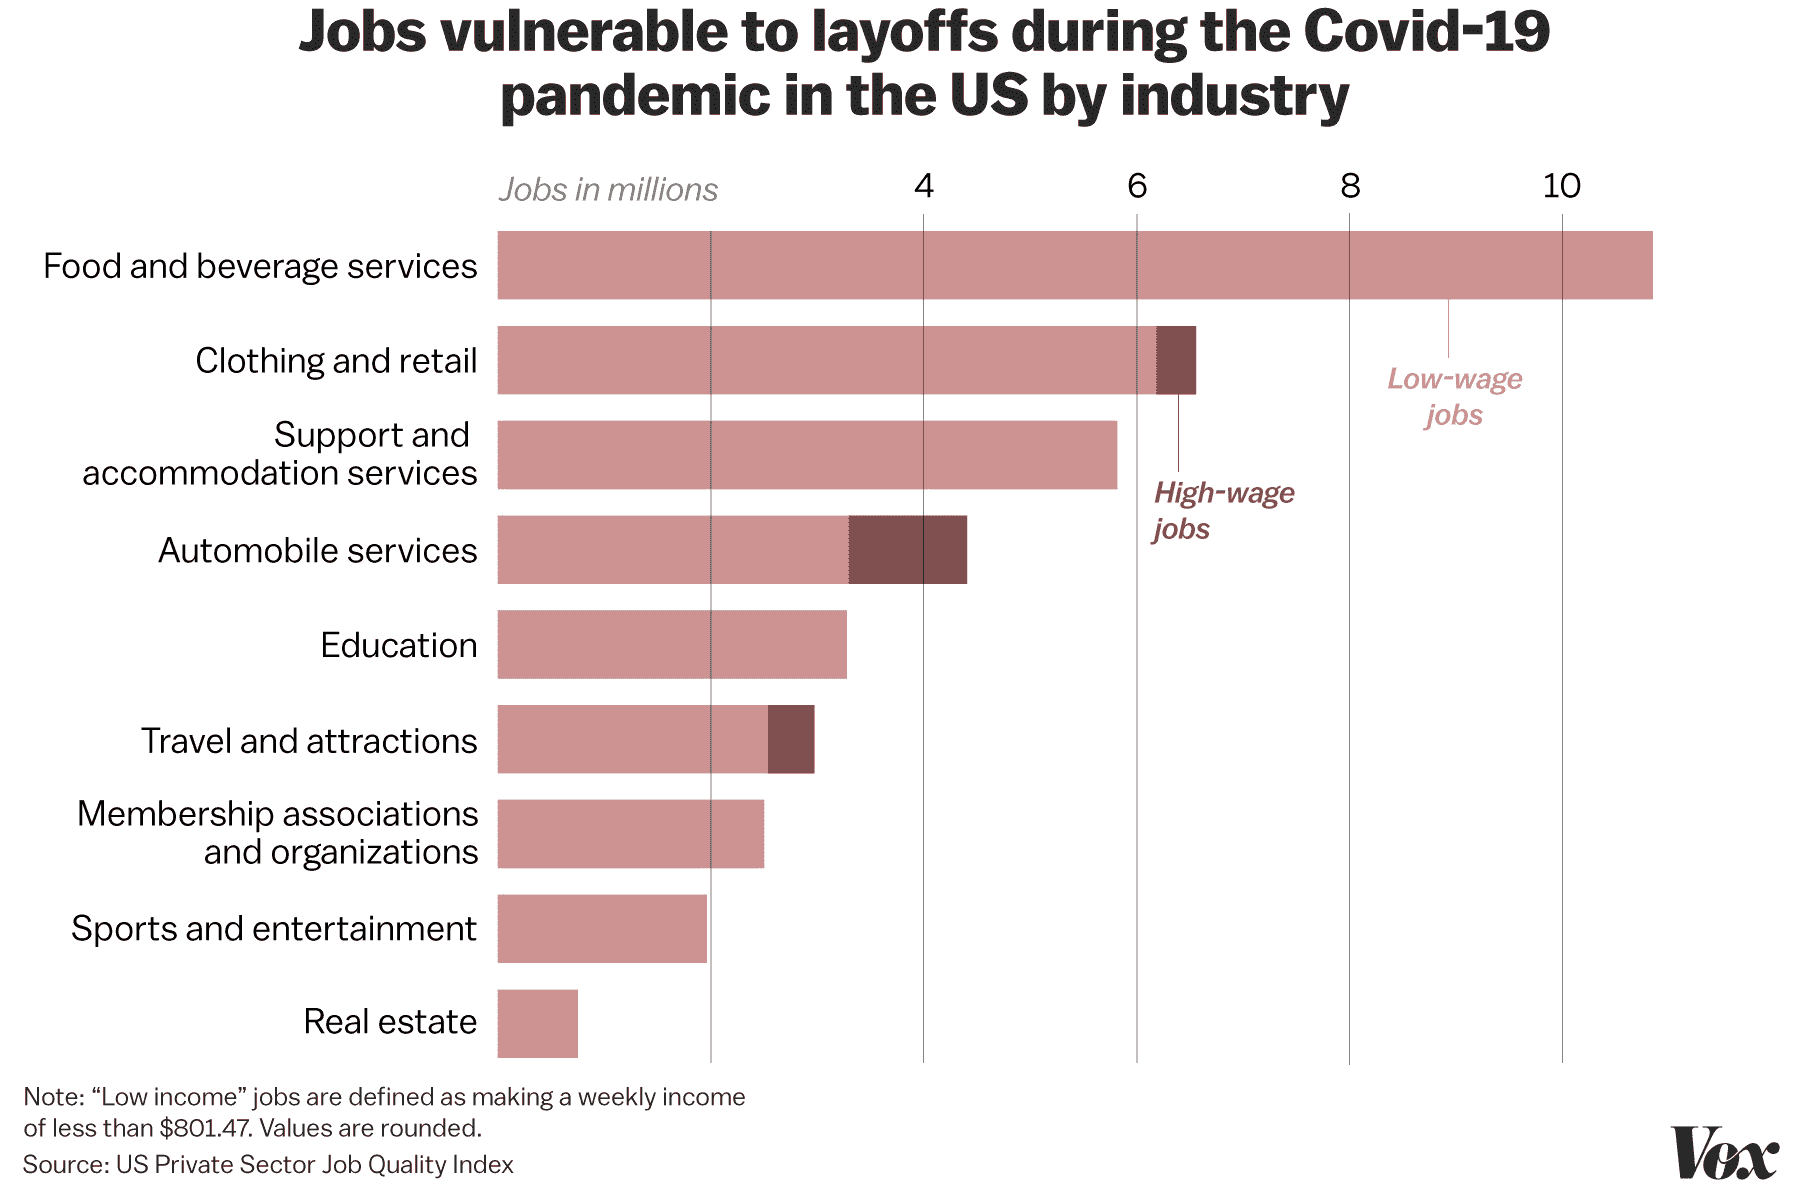 Jobs vulnerable to layoffs during the Covid-19
pandemic in the US by industry
Jobs in millions
4
6
8
10
Food and beverage services
Clothing and retail
Low-wage
jobs
Support and
accommodation services
High-wage
jobs
Automobile services
Education
Travel and attractions
Membership associations
and organizations
Sports and entertainment
Real estate
Note: “Low income” jobs are defined as making a weekly income
of less than $801.47. Values are rounded.
Source: US Private Sector Job Quality Index
Vox